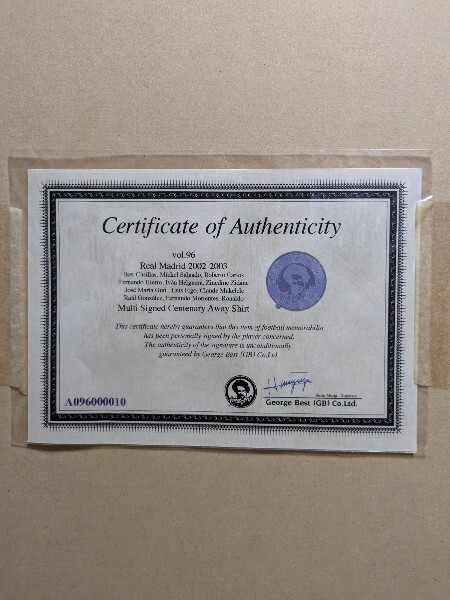 Certificate of Authenticity
vol.96
Real Madrid 2002-2003
Iker Casillas, Michel Salgado, Roberto Carlos
Fernando Hierro, Iván Helguera, Zinedine Zidane
José María Guti, Luis Figo, Claude Makelele
Raúl González, Fernando Morientes, Ronaldo
Multi Signed Centenary Away Shirt
This certificate hereby guarantees that this item of football memorabilia
has been personally signed by the player concerned.
The authenticity of the signature is unconditionally
guaranteed by George Best (GB) Co.Ltd
A096000010
George Best (GB) Co.Ltd.